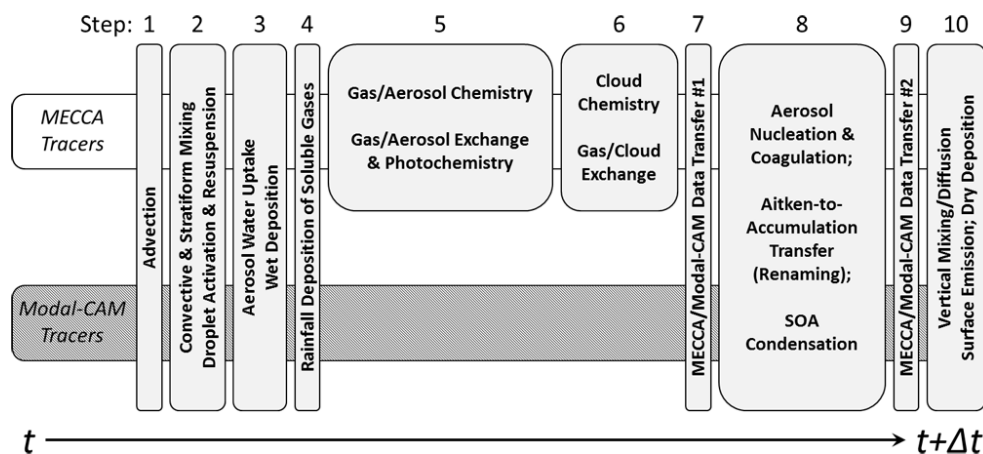 Step: 1 2 3 4 5 6 7 8 9 10
MECCA
Tracers
Modal-CAM
Tracers
Advection
Convective & Stratiform Mixing
Droplet Activation & Resuspension
Aerosol Water Uptake
Wet Deposition
Rainfall Deposition of Soluble Gases
Gas/Aerosol Chemistry
Gas/Aerosol Exchange
& Photochemistry
Cloud
Chemistry
Gas/Cloud
Exchange
MECCA/Modal-CAM Data Transfer #1
Aerosol
Nucleation &
Coagulation;
Aitken-to-
Accumulation
Transfer
(Renaming);
SOA
Condensation
MECCA/Modal-CAM Data Transfer #2
Vertical Mixing/Diffusion
Surface Emission; Dry Deposition
t
t+Δt